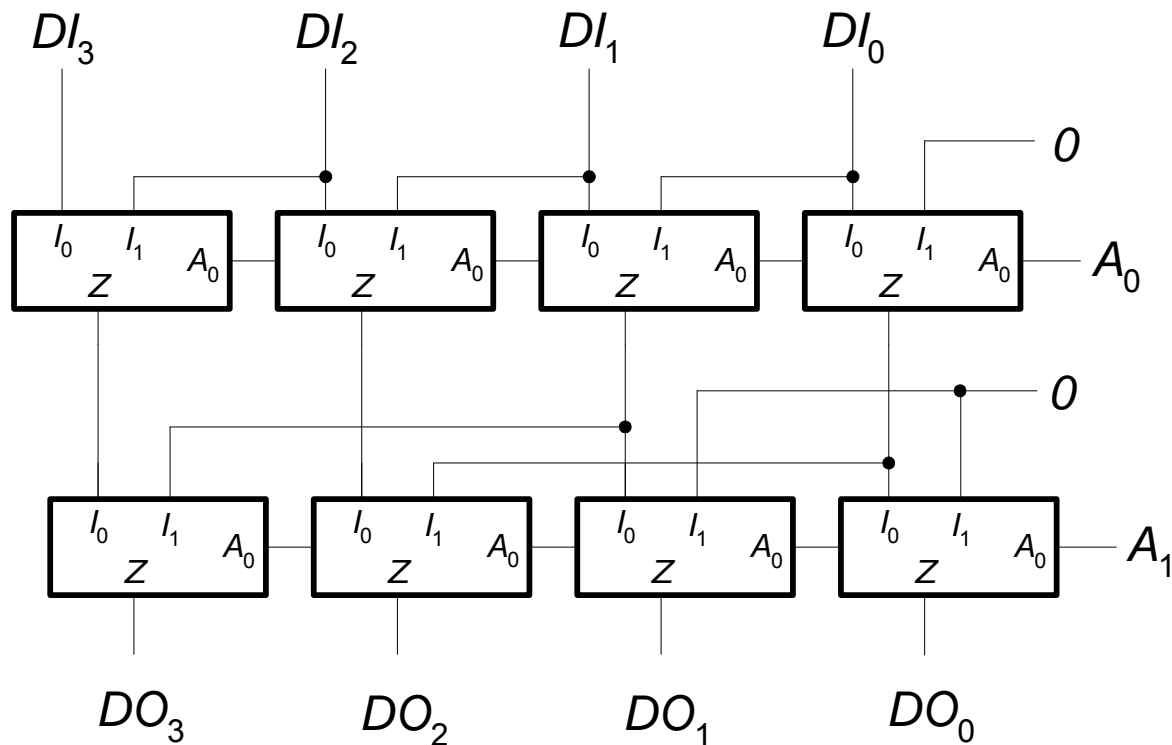 DI₃ DI₂ DI₁ DI₀
0
I₀ I₁ A₀ I₀ I₁ A₀ I₀ I₁ A₀ I₀ I₁ A₀ A₀
Z Z Z Z
0
I₀ I₁ A₀ I₀ I₁ A₀ I₀ I₁ A₀ I₀ I₁ A₀ A₁
Z Z Z Z
DO₃ DO₂ DO₁ DO₀